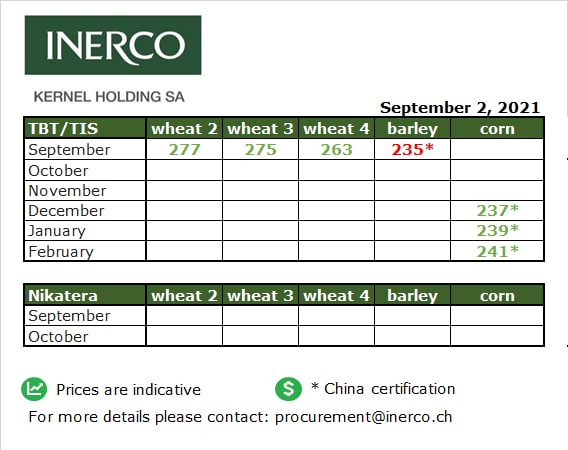 INERCO
KERNEL HOLDING SA
September 2, 2021
TBT/TIS wheat 2 wheat 3 wheat 4 barley corn
September 277 275 263 235*
October
November
December 237*
January 239*
February 241*
Nikatera wheat 2 wheat 3 wheat 4 barley corn
September
October
Prices are indicative $ * China certification
For more details please contact: procurement@inerco.ch